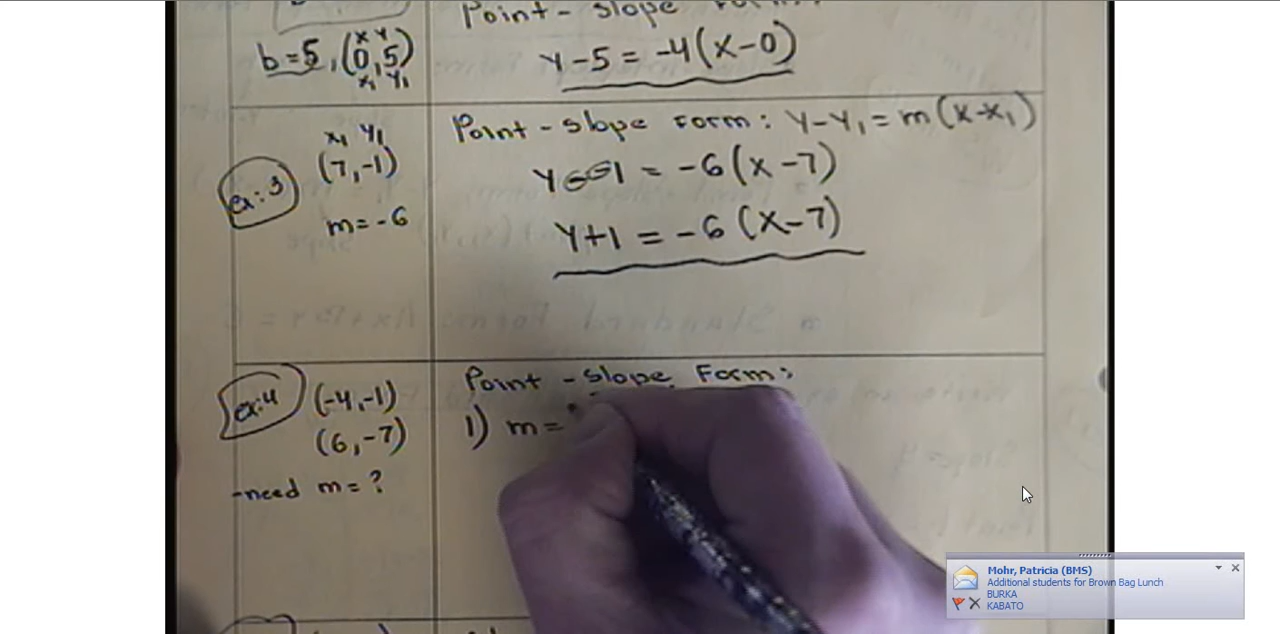 Point - slope
b=5, (0,5)
x y
x₁ y₁
y-5 = -4(x-0)
ex: 3
x₁ y₁
(7,-1)
m = -6
Point - slope Form: y-y₁ = m(x-x₁)
y--1 = -6(x-7)
y+1 = -6(x-7)
ex: 4
(-4,-1)
(6,-7)
-need m = ?
Point - slope Form:
1) m =
Mohr, Patricia (BMS)
Additional students for Brown Bag Lunch
BURKA
KABATO